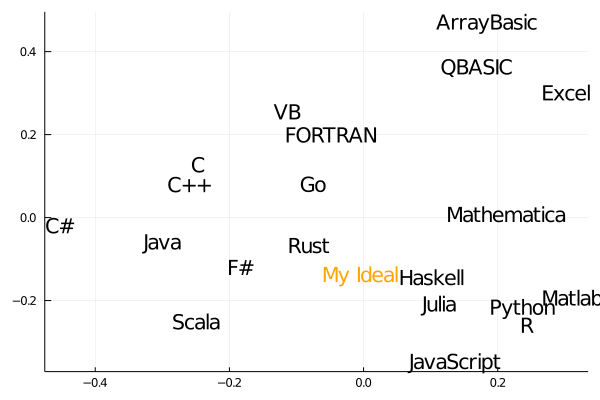 ArrayBasic
0.4
QBASIC
Excel
VB
0.2
FORTRAN
C
C++
Go
0.0
Mathematica
C#
Java
Rust
F#
My Ideal
Haskell
−0.2
Matlab
Julia
Python
Scala
R
JavaScript
−0.4
−0.2
0.0
0.2